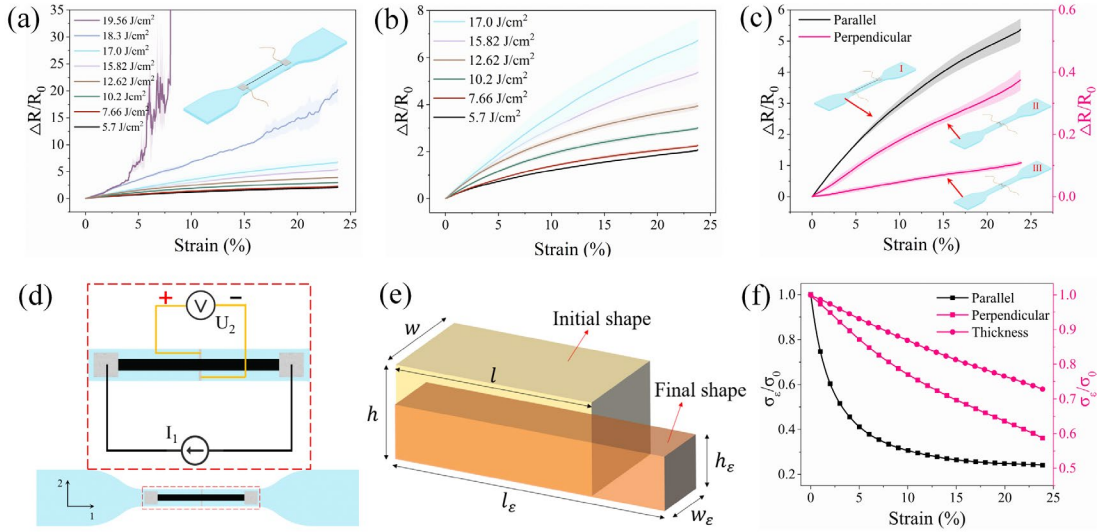 (a)
35
30
25
20
15
10
5
0
ΔR/R₀
19.56 J/cm²
18.3 J/cm²
17.0 J/cm²
15.82 J/cm²
12.62 J/cm²
10.2 J/cm²
7.66 J/cm²
5.7 J/cm²
0 5 10 15 20 25
Strain (%)
(b)
8
6
4
2
0
ΔR/R₀
17.0 J/cm²
15.82 J/cm²
12.62 J/cm²
10.2 J/cm²
7.66 J/cm²
5.7 J/cm²
0 5 10 15 20 25
Strain (%)
(c)
6
5
4
3
2
1
0
ΔR/R₀
Parallel
Perpendicular
I
II
III
0.6
0.4
0.2
0.0
ΔR/R₀
0 5 10 15 20 25
Strain (%)
(d)
+ V −
U₂
I₁
2
1
(e)
w
Initial shape
l
h
Final shape
hε
lε
wε
(f)
1.0
0.8
0.6
0.4
0.2
σε/σ₀
Parallel
Perpendicular
Thickness
1.0
0.9
0.8
0.7
0.6
0.5
σε/σ₀
0 5 10 15 20 25
Strain (%)